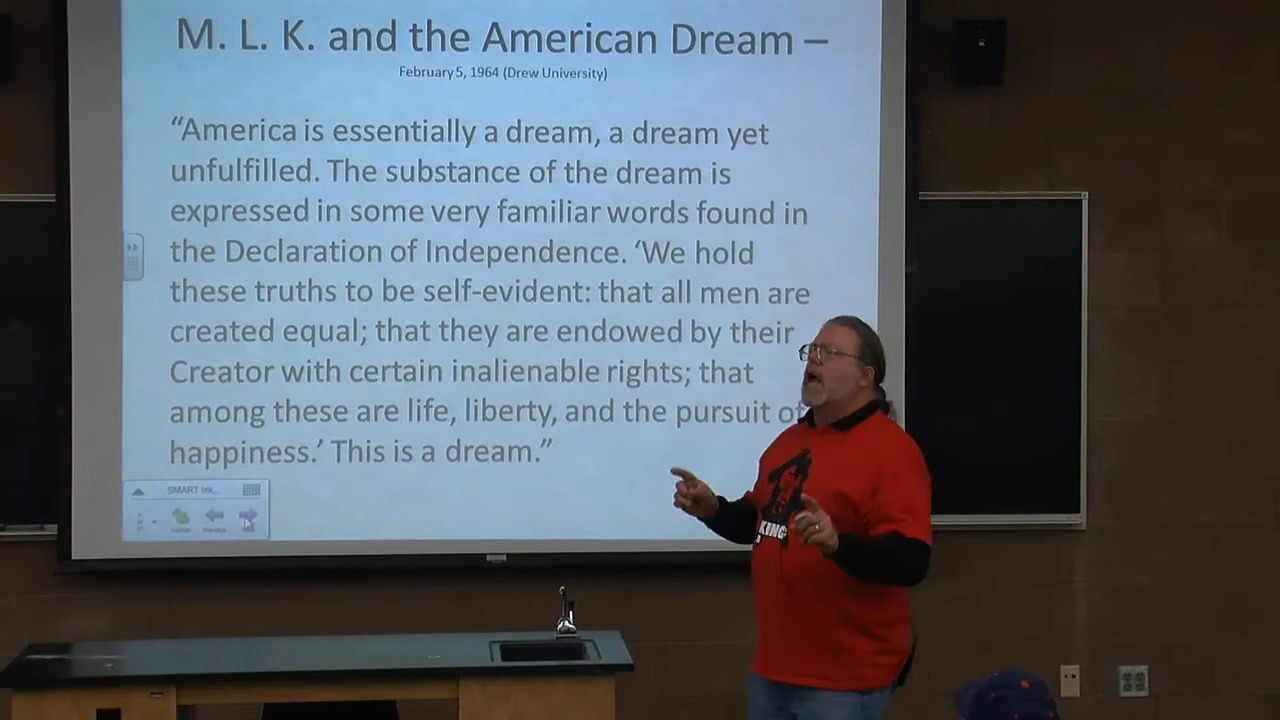 M. L. K. and the American Dream –
February 5, 1964 (Drew University)
“America is essentially a dream, a dream yet
unfulfilled. The substance of the dream is
expressed in some very familiar words found in
the Declaration of Independence. ‘We hold
these truths to be self-evident: that all men are
created equal; that they are endowed by their
Creator with certain inalienable rights; that
among these are life, liberty, and the pursuit of
happiness.’ This is a dream.”
SMART Ink...
KING